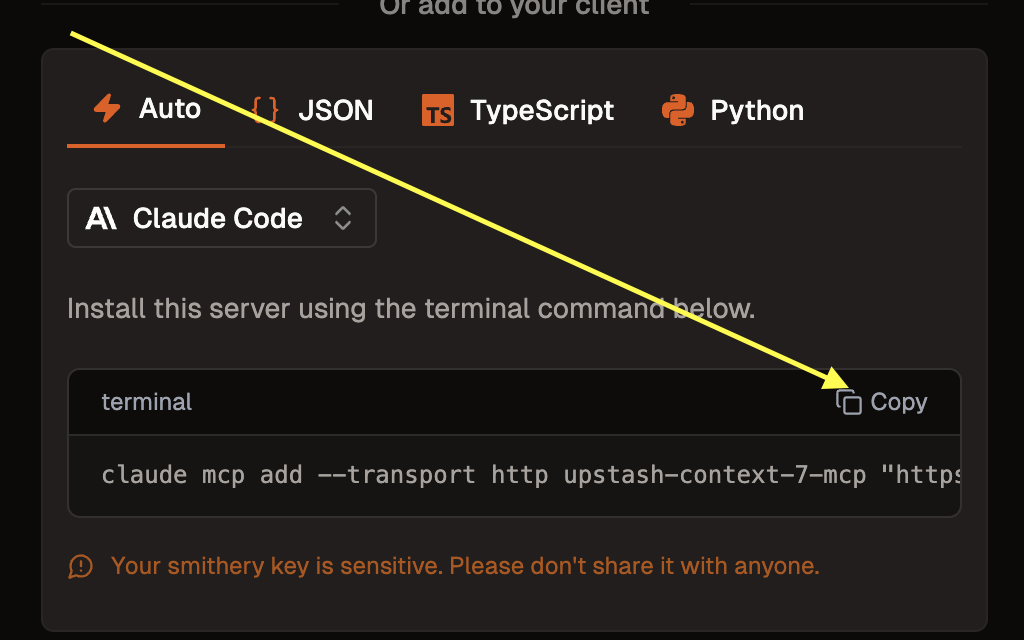 Or add to your client
Auto
{ } JSON
TS TypeScript
Python
Claude Code
Install this server using the terminal command below.
terminal
Copy
claude mcp add --transport http upstash-context-7-mcp "https
Your smithery key is sensitive. Please don't share it with anyone.